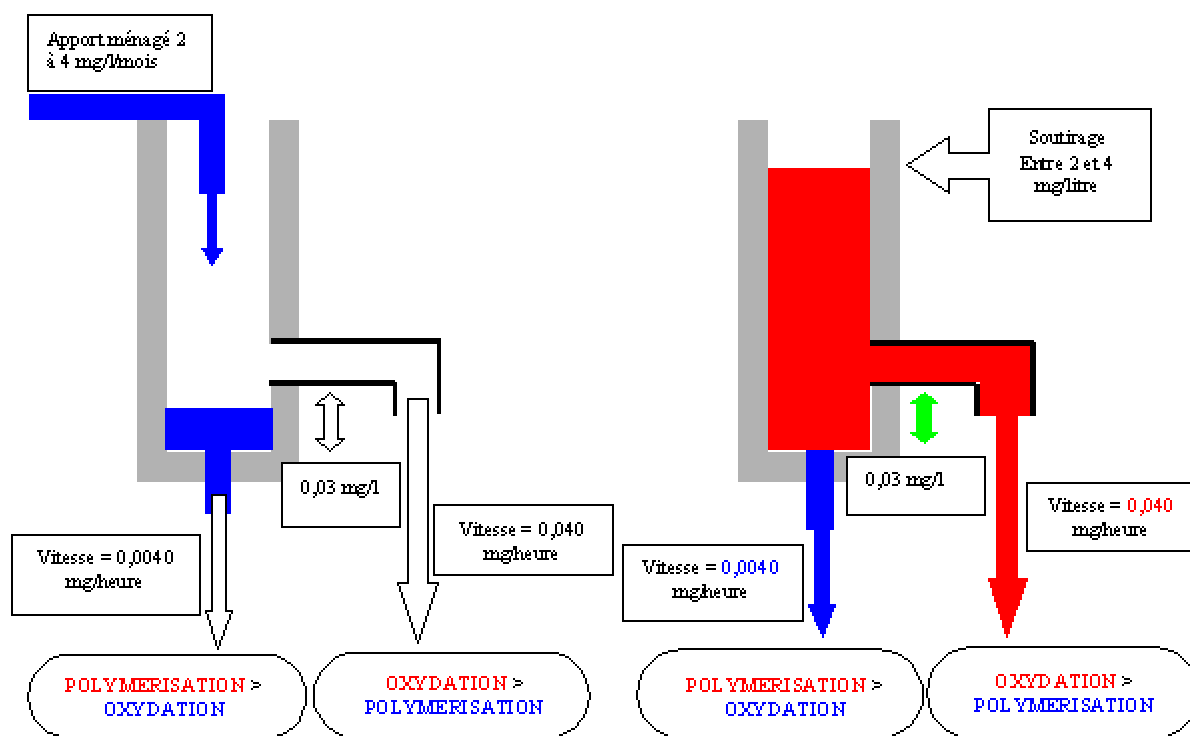 Apport ménagé 2
à 4 mg/l/mois
Soutirage
Entre 2 et 4
mg/litre
0,03 mg/l
Vitesse = 0,0040
mg/heure
Vitesse = 0,040
mg/heure
0,03 mg/l
Vitesse = 0,0040
mg/heure
Vitesse = 0,040
mg/heure
POLYMERISATION >
OXYDATION
OXYDATION >
POLYMERISATION
POLYMERISATION >
OXYDATION
OXYDATION >
POLYMERISATION